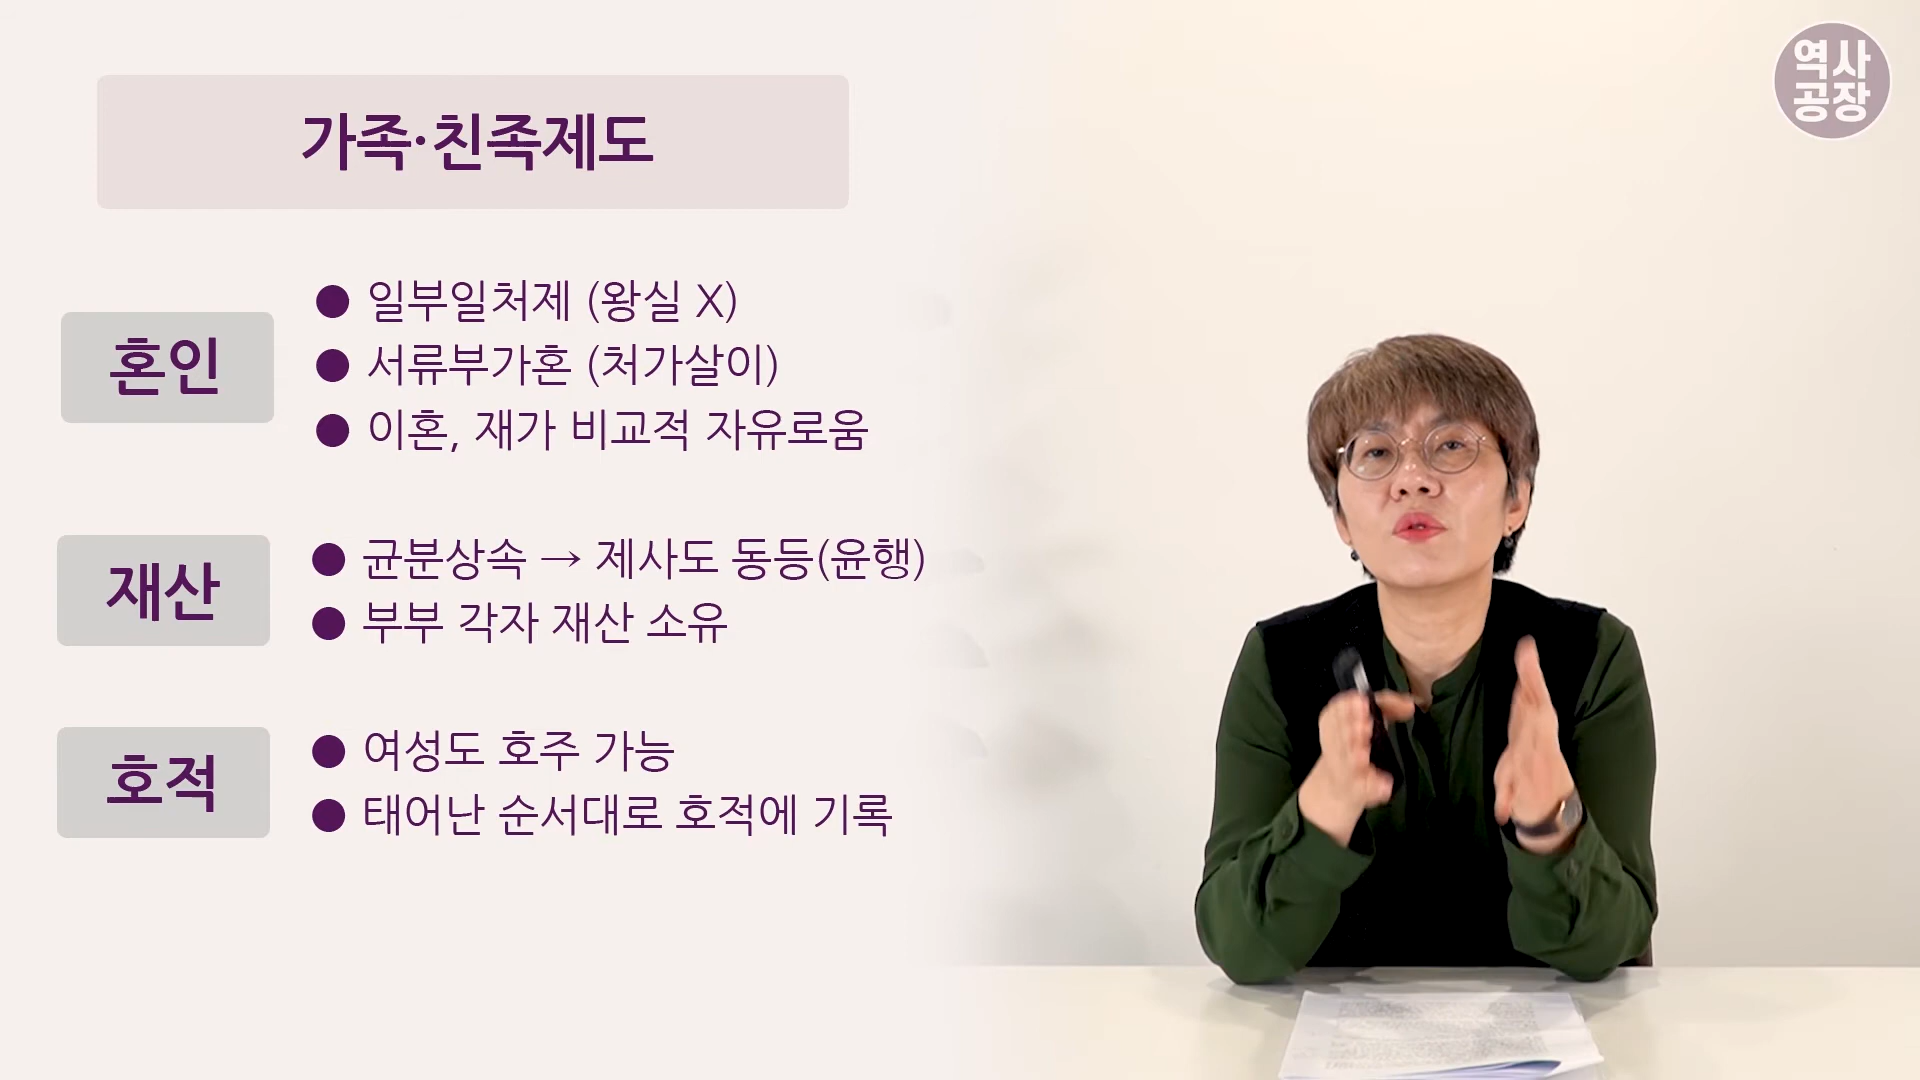 가족·친족제도
혼인
● 일부일처제 (왕실 X)
● 서류부가혼 (처가살이)
● 이혼, 재가 비교적 자유로움
재산
● 균분상속 → 제사도 동등(윤행)
● 부부 각자 재산 소유
호적
● 여성도 호주 가능
● 태어난 순서대로 호적에 기록
역사
공장